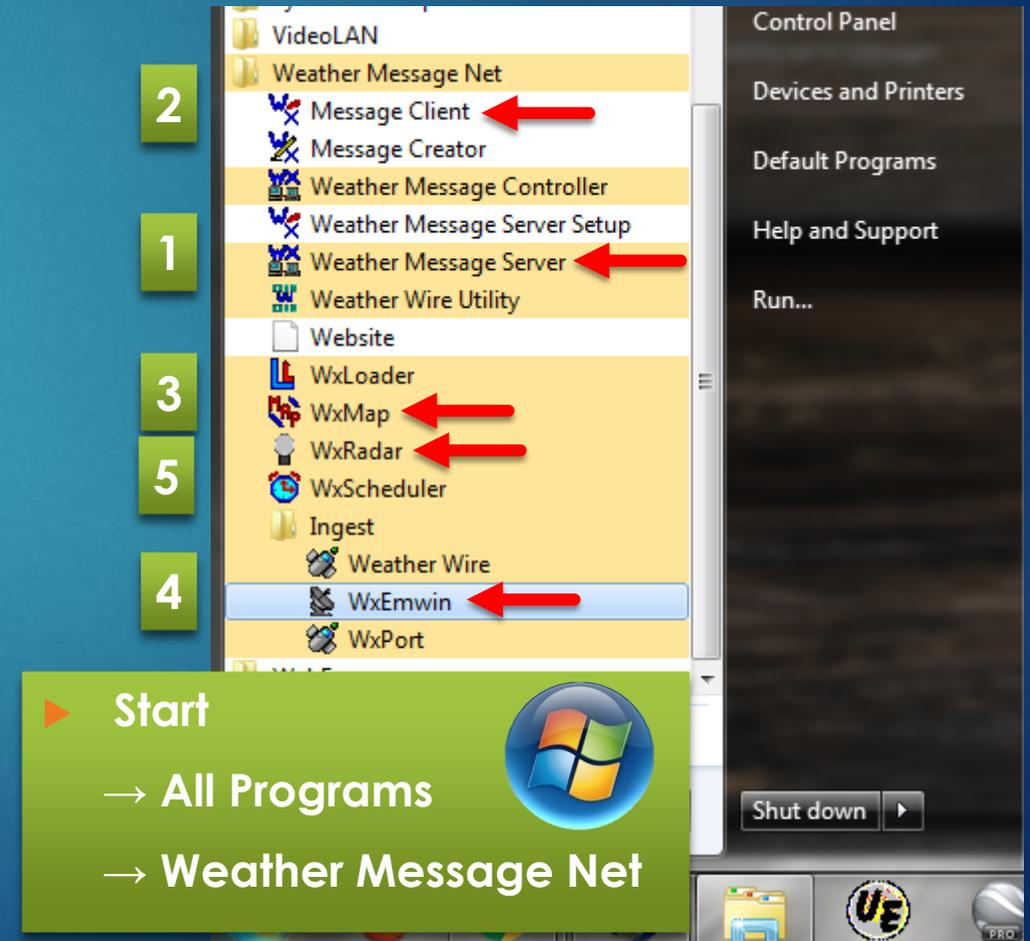 VideoLAN
Weather Message Net
2
Message Client
Message Creator
Weather Message Controller
Weather Message Server Setup
1
Weather Message Server
Weather Wire Utility
Website
WxLoader
3
WxMap
WxRadar
5
WxScheduler
Ingest
Weather Wire
4
WxEmwin
WxPort
Control Panel
Devices and Printers
Default Programs
Help and Support
Run...
Shut down
▶ Start
→ All Programs
→ Weather Message Net
UE
PRO